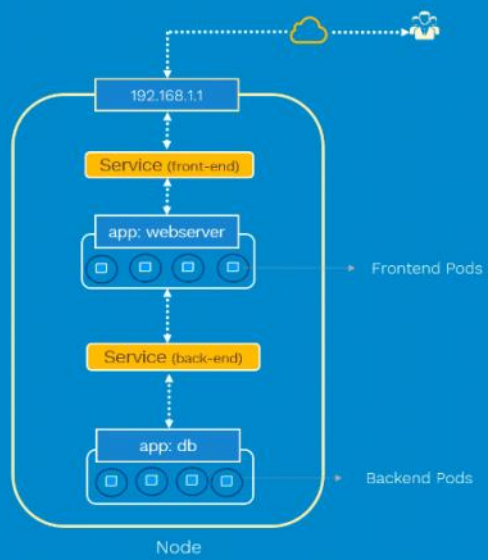 192.168.1.1
Service (front-end)
app: webserver
Frontend Pods
Service (back-end)
app: db
Backend Pods
Node